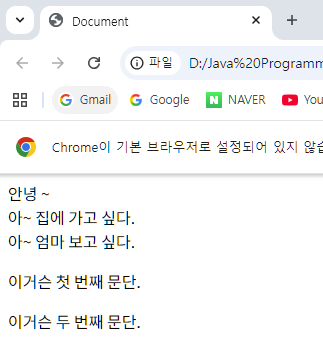 Document
파일
D:/Java%20Programm
Gmail
Google
NAVER
You
Chrome이 기본 브라우저로 설정되어 있지 않습
안녕 ~
아~ 집에 가고 싶다.
아~ 엄마 보고 싶다.
이거슨 첫 번째 문단.
이거슨 두 번째 문단.